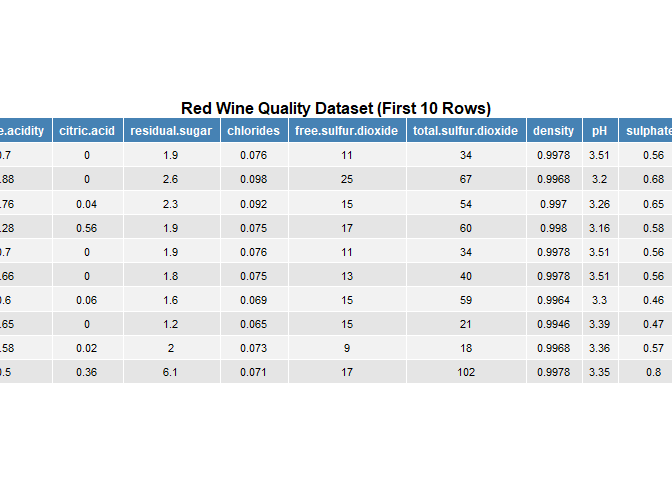 Red Wine Quality Dataset (First 10 Rows)
e.acidity citric.acid residual.sugar chlorides free.sulfur.dioxide total.sulfur.dioxide density pH sulphate
0.7 0 1.9 0.076 11 34 0.9978 3.51 0.56
.88 0 2.6 0.098 25 67 0.9968 3.2 0.68
.76 0.04 2.3 0.092 15 54 0.997 3.26 0.65
.28 0.56 1.9 0.075 17 60 0.998 3.16 0.58
0.7 0 1.9 0.076 11 34 0.9978 3.51 0.56
.66 0 1.8 0.075 13 40 0.9978 3.51 0.56
0.6 0.06 1.6 0.069 15 59 0.9964 3.3 0.46
.65 0 1.2 0.065 15 21 0.9946 3.39 0.47
.58 0.02 2 0.073 9 18 0.9968 3.36 0.57
0.5 0.36 6.1 0.071 17 102 0.9978 3.35 0.8